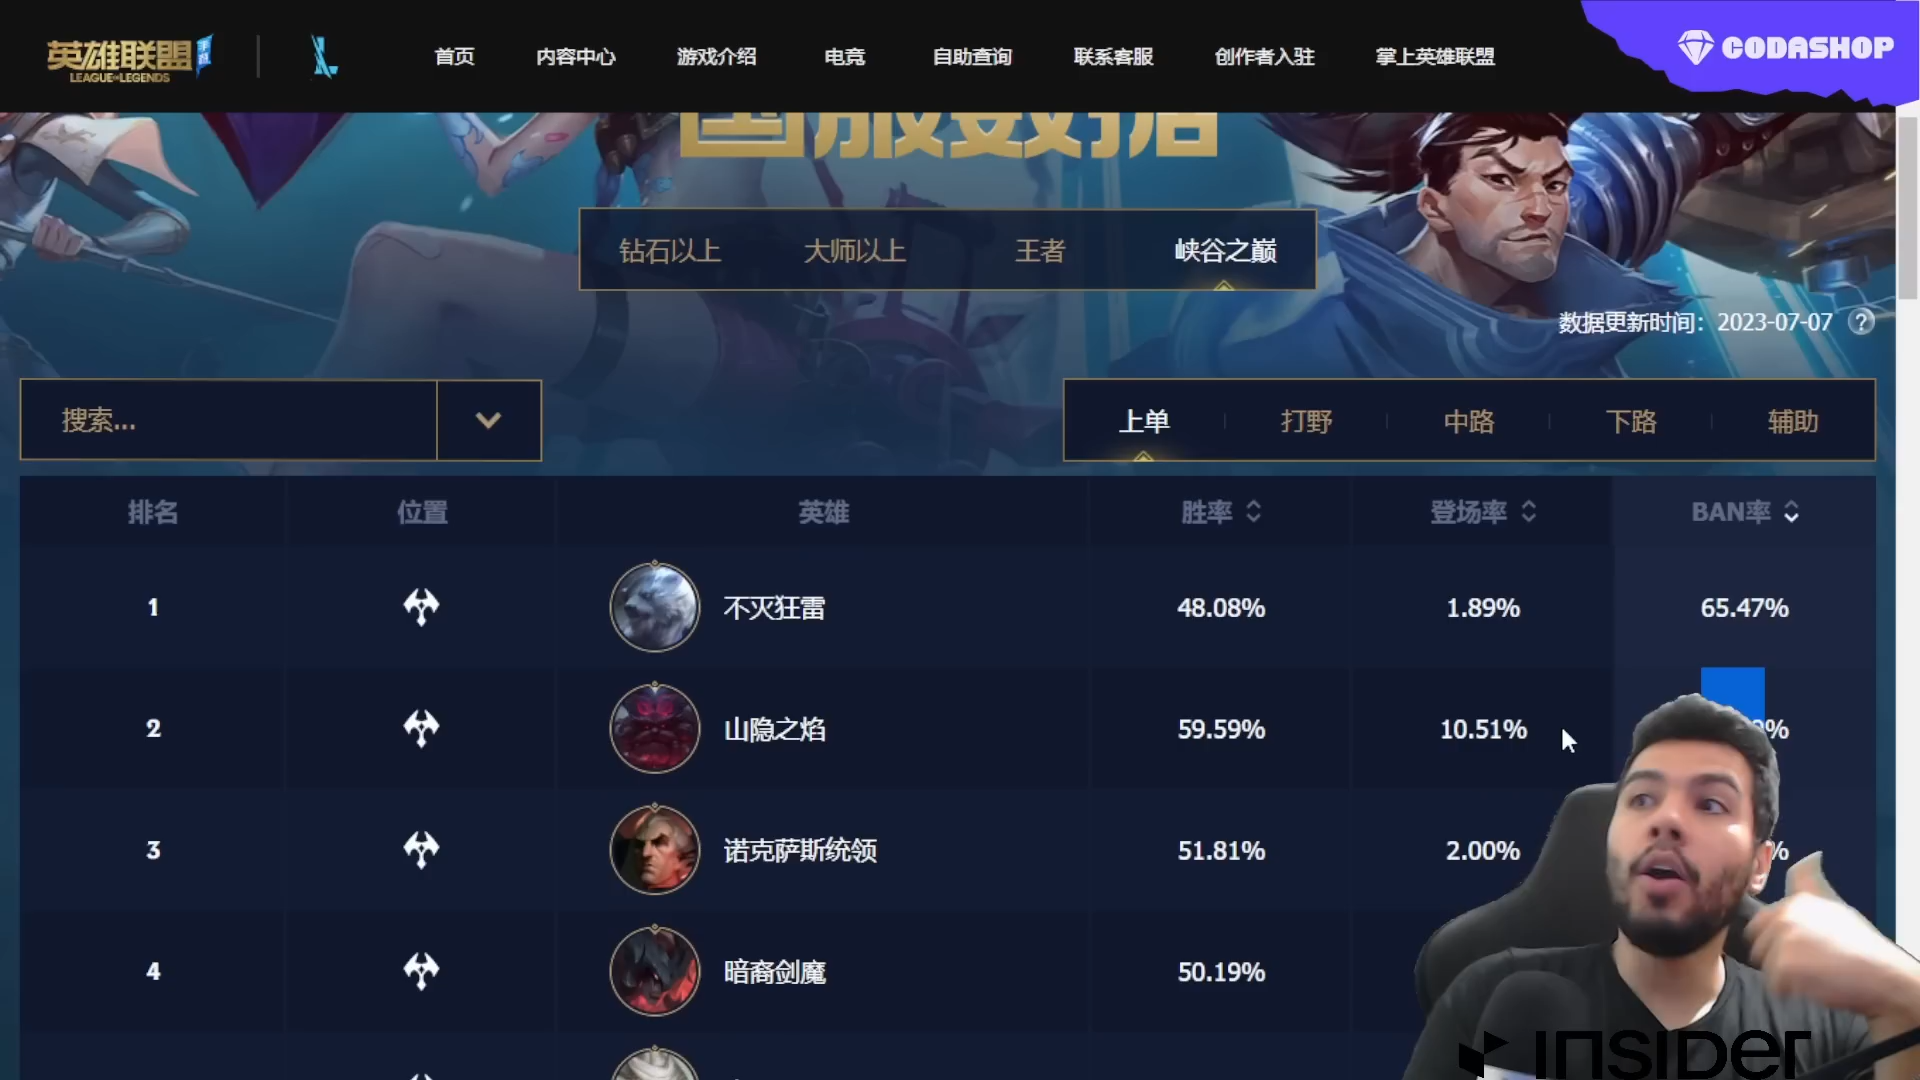 英雄联盟 手游
LEAGUE OF LEGENDS
首页 内容中心 游戏介绍 电竞 自助查询 联系客服 创作者入驻 掌上英雄联盟
CODASHOP
国服数据
钻石以上 大师以上 王者 峡谷之巅
数据更新时间：2023-07-07 ?
搜索...
上单 打野 中路 下路 辅助
排名 位置 英雄 胜率 登场率 BAN率
1 不灭狂雷 48.08% 1.89% 65.47%
2 山隐之焰 59.59% 10.51% %
3 诺克萨斯统领 51.81% 2.00% %
4 暗裔剑魔 50.19%
INSIDER